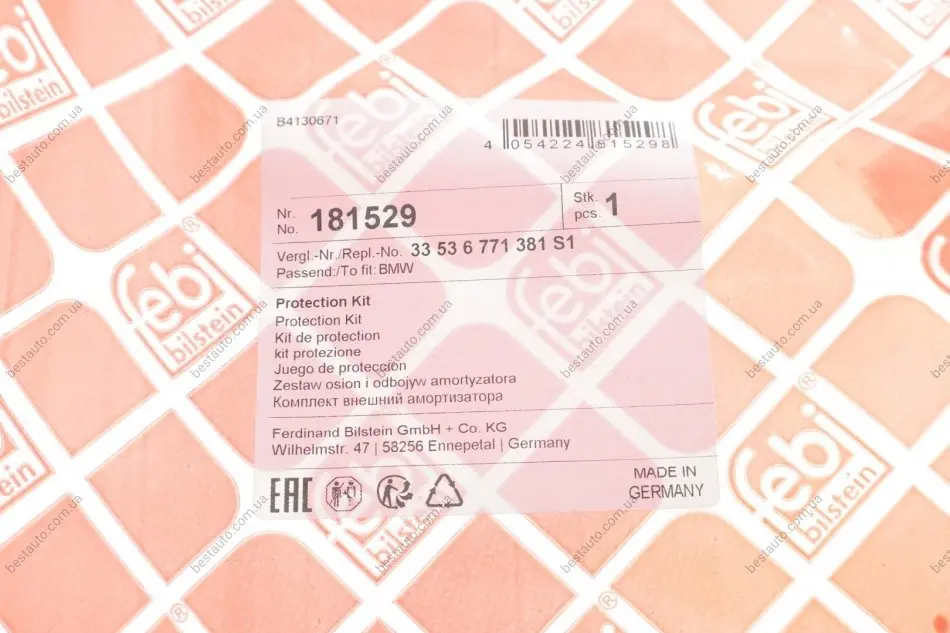 B4130671
4 054224 815298
Nr. No. 181529
Stk. pcs. 1
Vergl.-Nr./Repl.-No. 33 53 6 771 381 S1
Passend:/To fit: BMW
Protection Kit
Protection Kit
Kit de protection
kit protezione
Juego de protección
Zestaw osion i odbojyw amortyzatora
Комплект внешний амортизатора
Ferdinand Bilstein GmbH + Co. KG
Wilhelmstr. 47 | 58256 Ennepetal | Germany
EAC
MADE IN
GERMANY
febi
bilstein
bestauto.com.ua